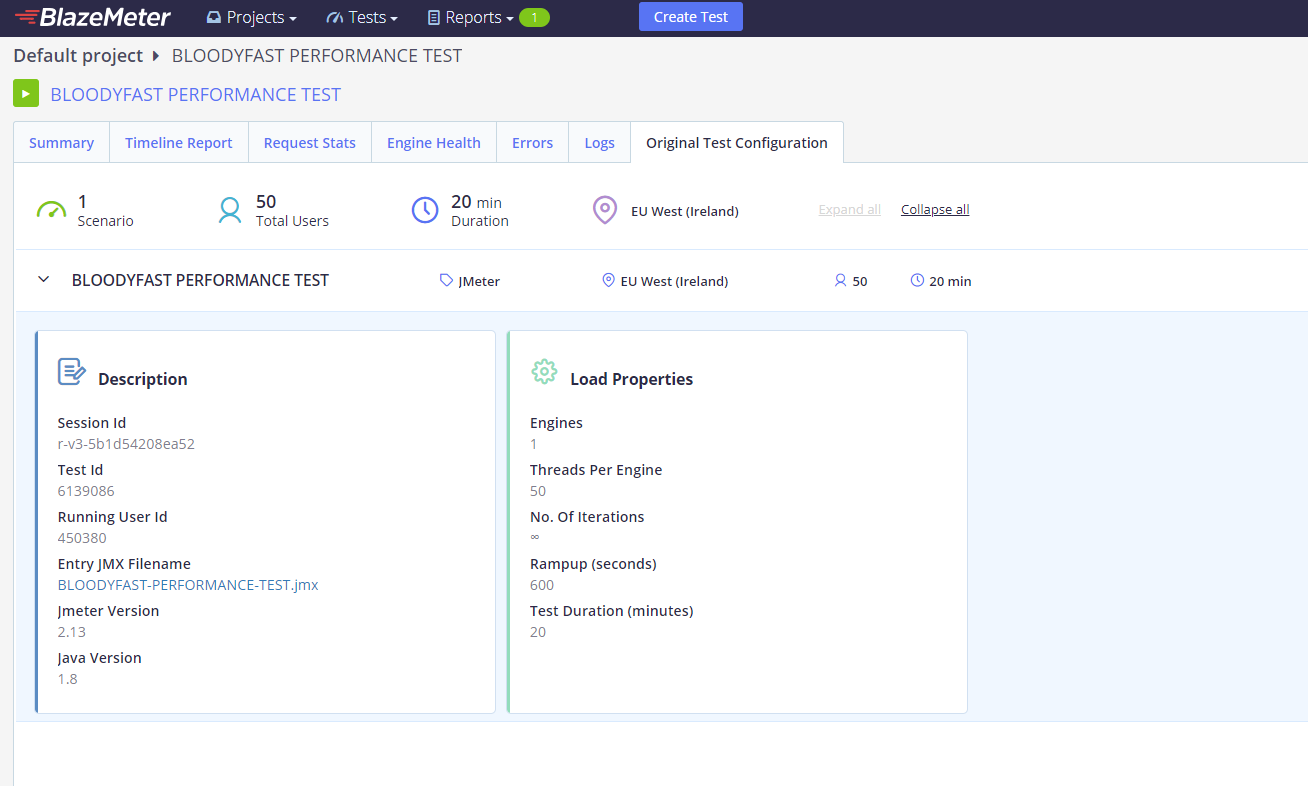 BlazeMeter Projects Tests Reports 1 Create Test
Default project BLOODYFAST PERFORMANCE TEST
BLOODYFAST PERFORMANCE TEST
Summary Timeline Report Request Stats Engine Health Errors Logs Original Test Configuration
1
Scenario
50
Total Users
20 min
Duration
EU West (Ireland)
Expand all Collapse all
BLOODYFAST PERFORMANCE TEST JMeter EU West (Ireland) 50 20 min
Description
Session Id
r-v3-5b1d54208ea52
Test Id
6139086
Running User Id
450380
Entry JMX Filename
BLOODYFAST-PERFORMANCE-TEST.jmx
Jmeter Version
2.13
Java Version
1.8
Load Properties
Engines
1
Threads Per Engine
50
No. Of Iterations
∞
Rampup (seconds)
600
Test Duration (minutes)
20